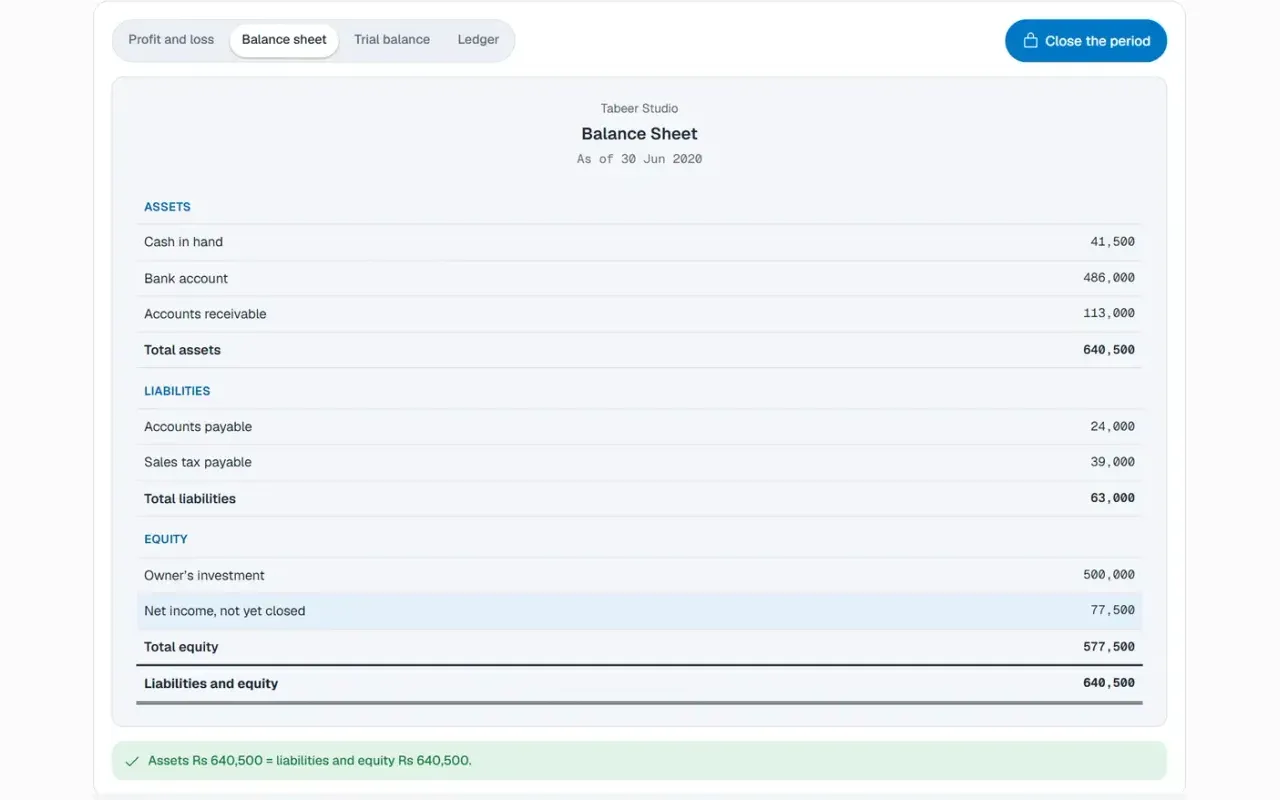 Profit and loss Balance sheet Trial balance Ledger Close the period
Tabeer Studio
Balance Sheet
As of 30 Jun 2020
ASSETS
Cash in hand 41,500
Bank account 486,000
Accounts receivable 113,000
Total assets 640,500
LIABILITIES
Accounts payable 24,000
Sales tax payable 39,000
Total liabilities 63,000
EQUITY
Owner's investment 500,000
Net income, not yet closed 77,500
Total equity 577,500
Liabilities and equity 640,500
Assets Rs 640,500 = liabilities and equity Rs 640,500.